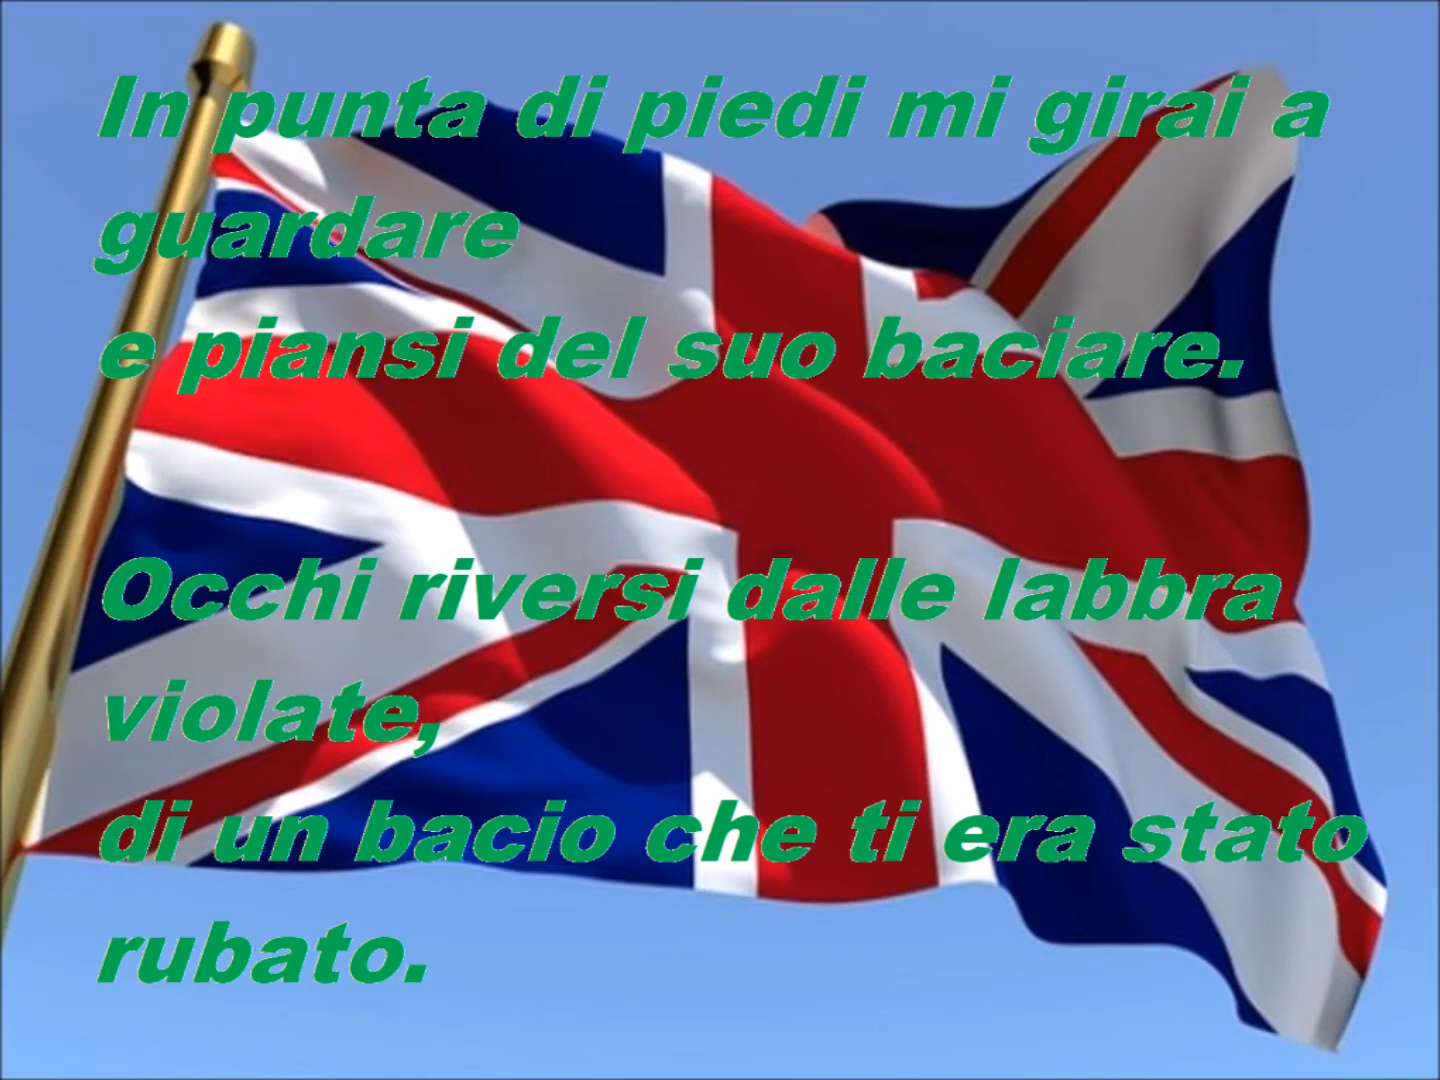 In punta di piedi mi girai a
guardare
e piansi del suo baciare.
Occhi riversi dalle labbra
violate,
di un bacio che ti era stato
rubato.